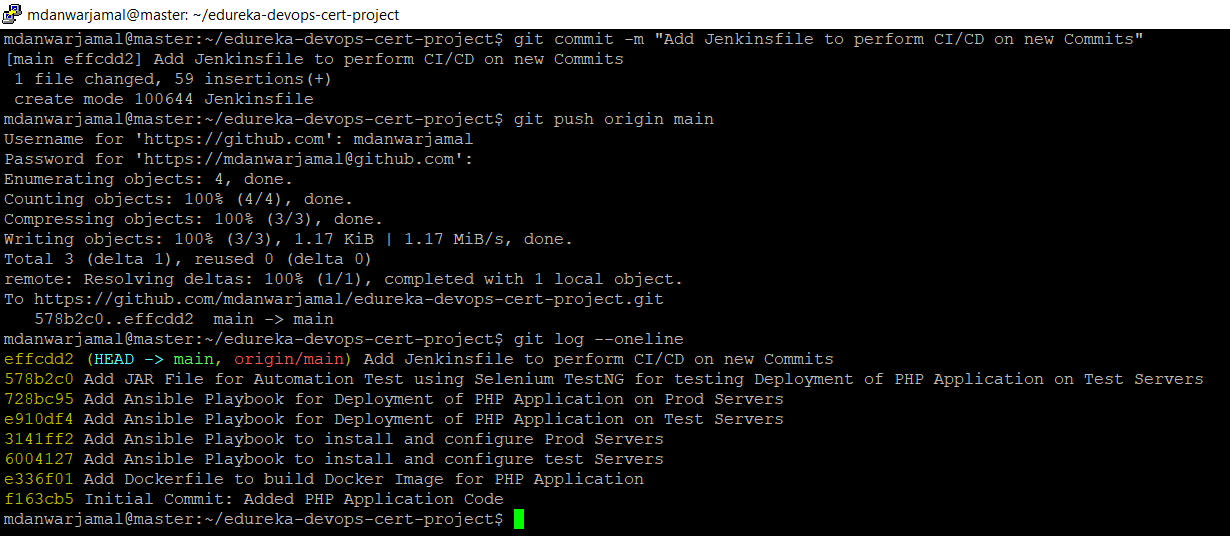 mdanwarjamal@master: ~/edureka-devops-cert-project
mdanwarjamal@master:~/edureka-devops-cert-project$ git commit -m "Add Jenkinsfile to perform CI/CD on new Commits"
[main effcdd2] Add Jenkinsfile to perform CI/CD on new Commits
 1 file changed, 59 insertions(+)
 create mode 100644 Jenkinsfile
mdanwarjamal@master:~/edureka-devops-cert-project$ git push origin main
Username for 'https://github.com': mdanwarjamal
Password for 'https://mdanwarjamal@github.com':
Enumerating objects: 4, done.
Counting objects: 100% (4/4), done.
Compressing objects: 100% (3/3), done.
Writing objects: 100% (3/3), 1.17 KiB | 1.17 MiB/s, done.
Total 3 (delta 1), reused 0 (delta 0)
remote: Resolving deltas: 100% (1/1), completed with 1 local object.
To https://github.com/mdanwarjamal/edureka-devops-cert-project.git
   578b2c0..effcdd2  main -> main
mdanwarjamal@master:~/edureka-devops-cert-project$ git log --oneline
effcdd2 (HEAD -> main, origin/main) Add Jenkinsfile to perform CI/CD on new Commits
578b2c0 Add JAR File for Automation Test using Selenium TestNG for testing Deployment of PHP Application on Test Servers
728bc95 Add Ansible Playbook for Deployment of PHP Application on Prod Servers
e910df4 Add Ansible Playbook for Deployment of PHP Application on Test Servers
3141ff2 Add Ansible Playbook to install and configure Prod Servers
6004127 Add Ansible Playbook to install and configure test Servers
e336f01 Add Dockerfile to build Docker Image for PHP Application
f163cb5 Initial Commit: Added PHP Application Code
mdanwarjamal@master:~/edureka-devops-cert-project$